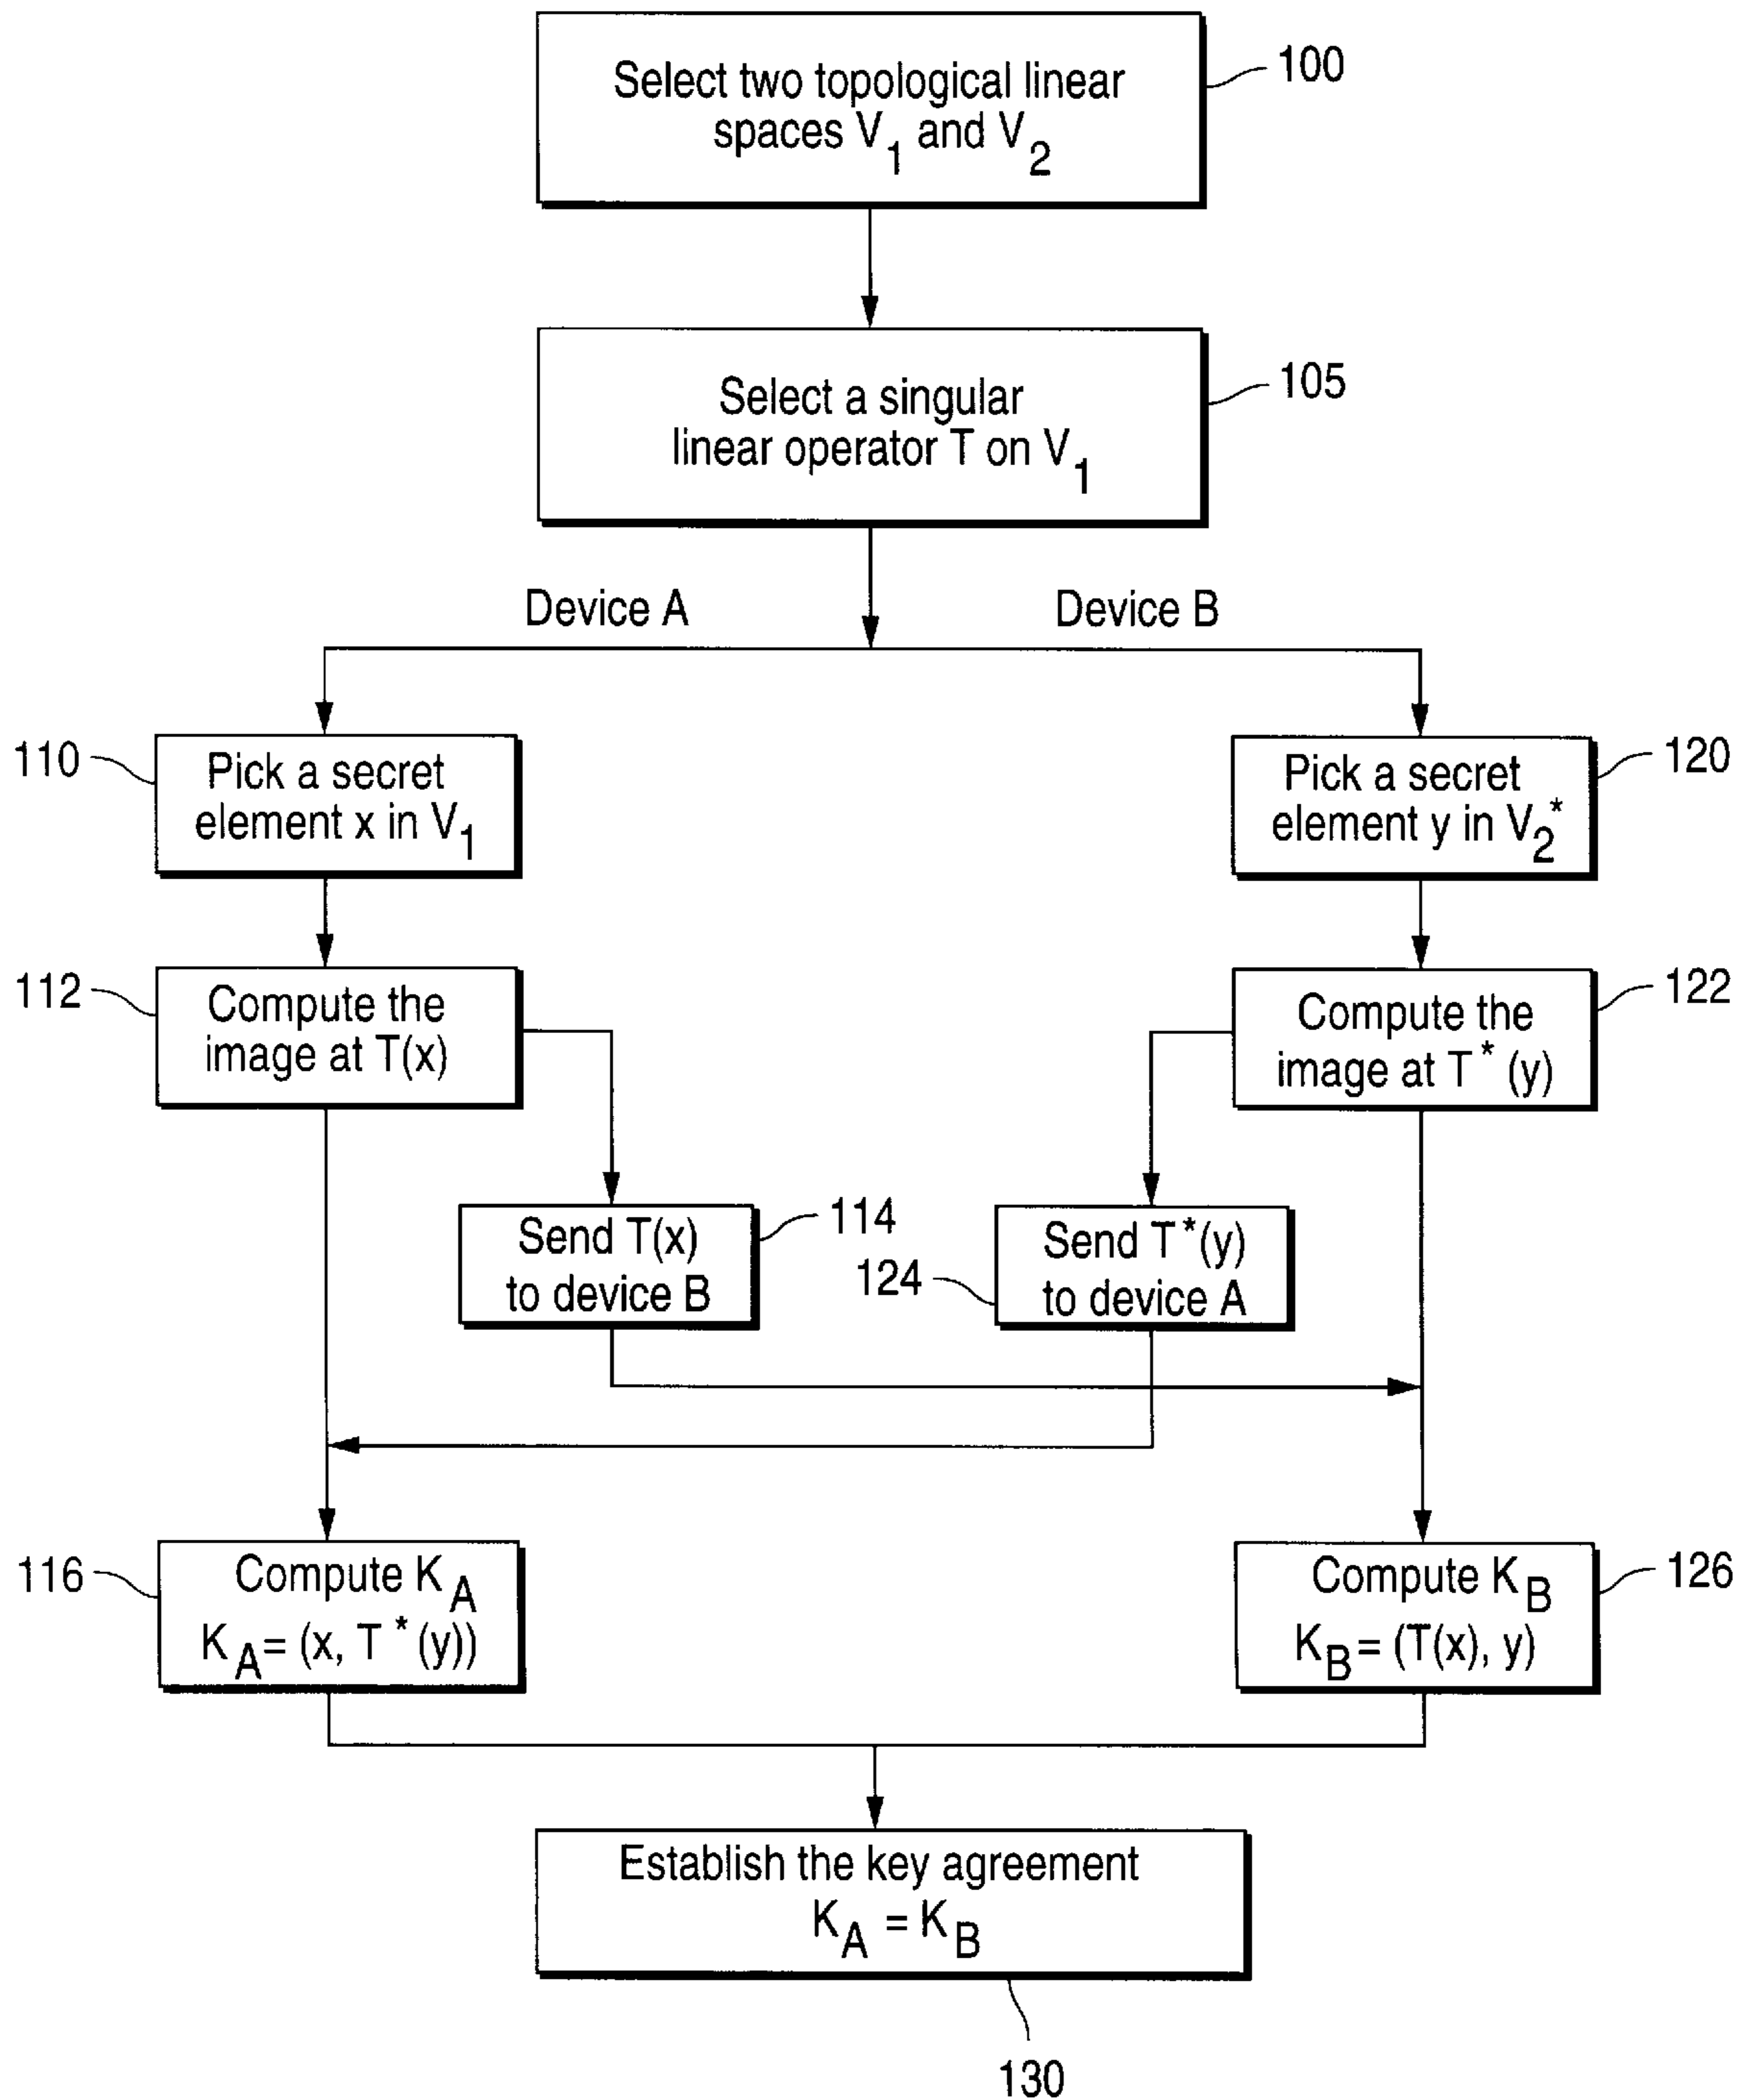 Select two topological linear
spaces V1 and V2
100
Select a singular
linear operator T on V1
105
Device A
Device B
110
Pick a secret
element x in V1
Pick a secret
element y in V2*
120
112
Compute the
image at T(x)
Compute the
image at T* (y)
122
Send T(x)
to device B
114
124
Send T*(y)
to device A
116
Compute KA
KA = (x, T* (y))
Compute KB
KB = (T(x), y)
126
Establish the key agreement
KA = KB
130